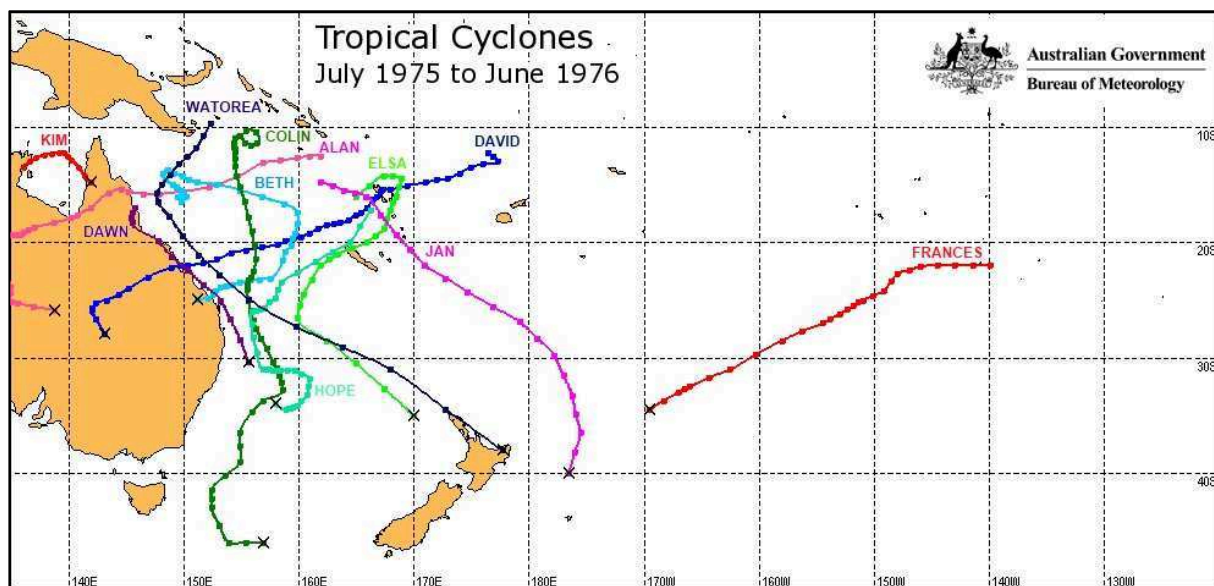 Tropical Cyclones
July 1975 to June 1976
Australian Government
Bureau of Meteorology
WATOREA
10S
KIM
COLIN
ALAN
DAVID
ELSA
BETH
DAWN
20S
JAN
FRANCES
30S
HOPE
40S
140E 150E 160E 170E 180E 170W 160W 150W 140W 130W